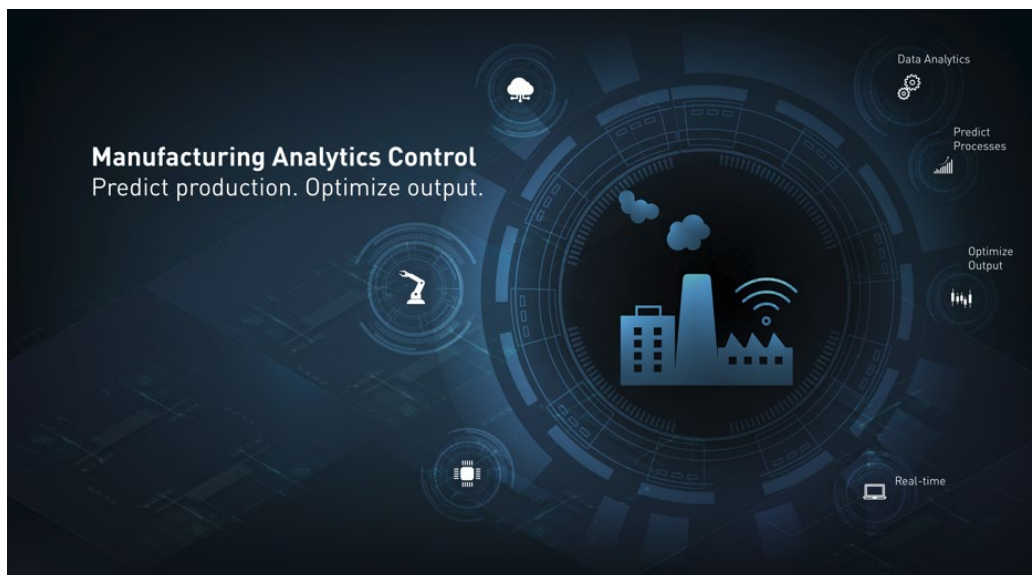 Manufacturing Analytics Control
Predict production. Optimize output.
Data Analytics
Predict
Processes
Optimize
Output
Real-time